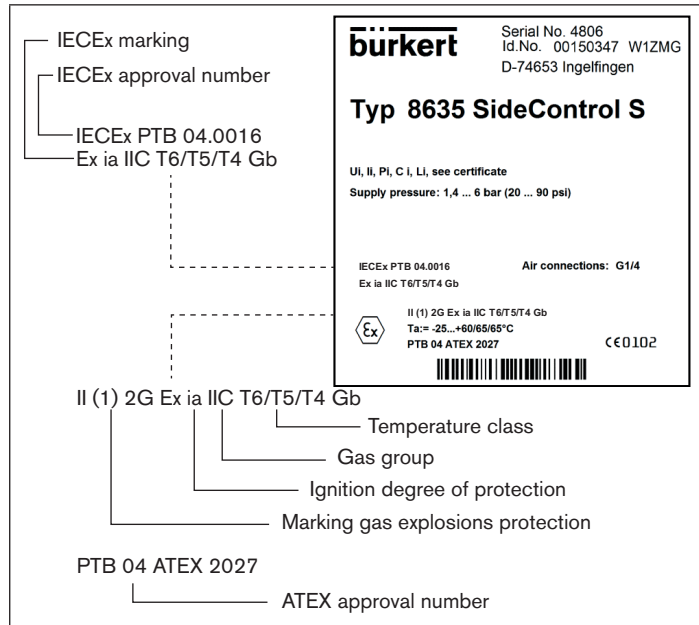 IECEx marking
IECEx approval number
IECEx PTB 04.0016
Ex ia IIC T6/T5/T4 Gb
bürkert
Serial No. 4806
Id.No. 00150347 W1ZMG
D-74653 Ingelfingen
Typ 8635 SideControl S
Ui, Ii, Pi, C i, Li, see certificate
Supply pressure: 1,4 ... 6 bar (20 ... 90 psi)
IECEx PTB 04.0016 Air connections: G1/4
Ex ia IIC T6/T5/T4 Gb
II (1) 2G Ex ia IIC T6/T5/T4 Gb
Ta:= -25...+60/65/65°C
PTB 04 ATEX 2027
Ex
CE0102
II (1) 2G Ex ia IIC T6/T5/T4 Gb
Temperature class
Gas group
Ignition degree of protection
Marking gas explosions protection
PTB 04 ATEX 2027
ATEX approval number